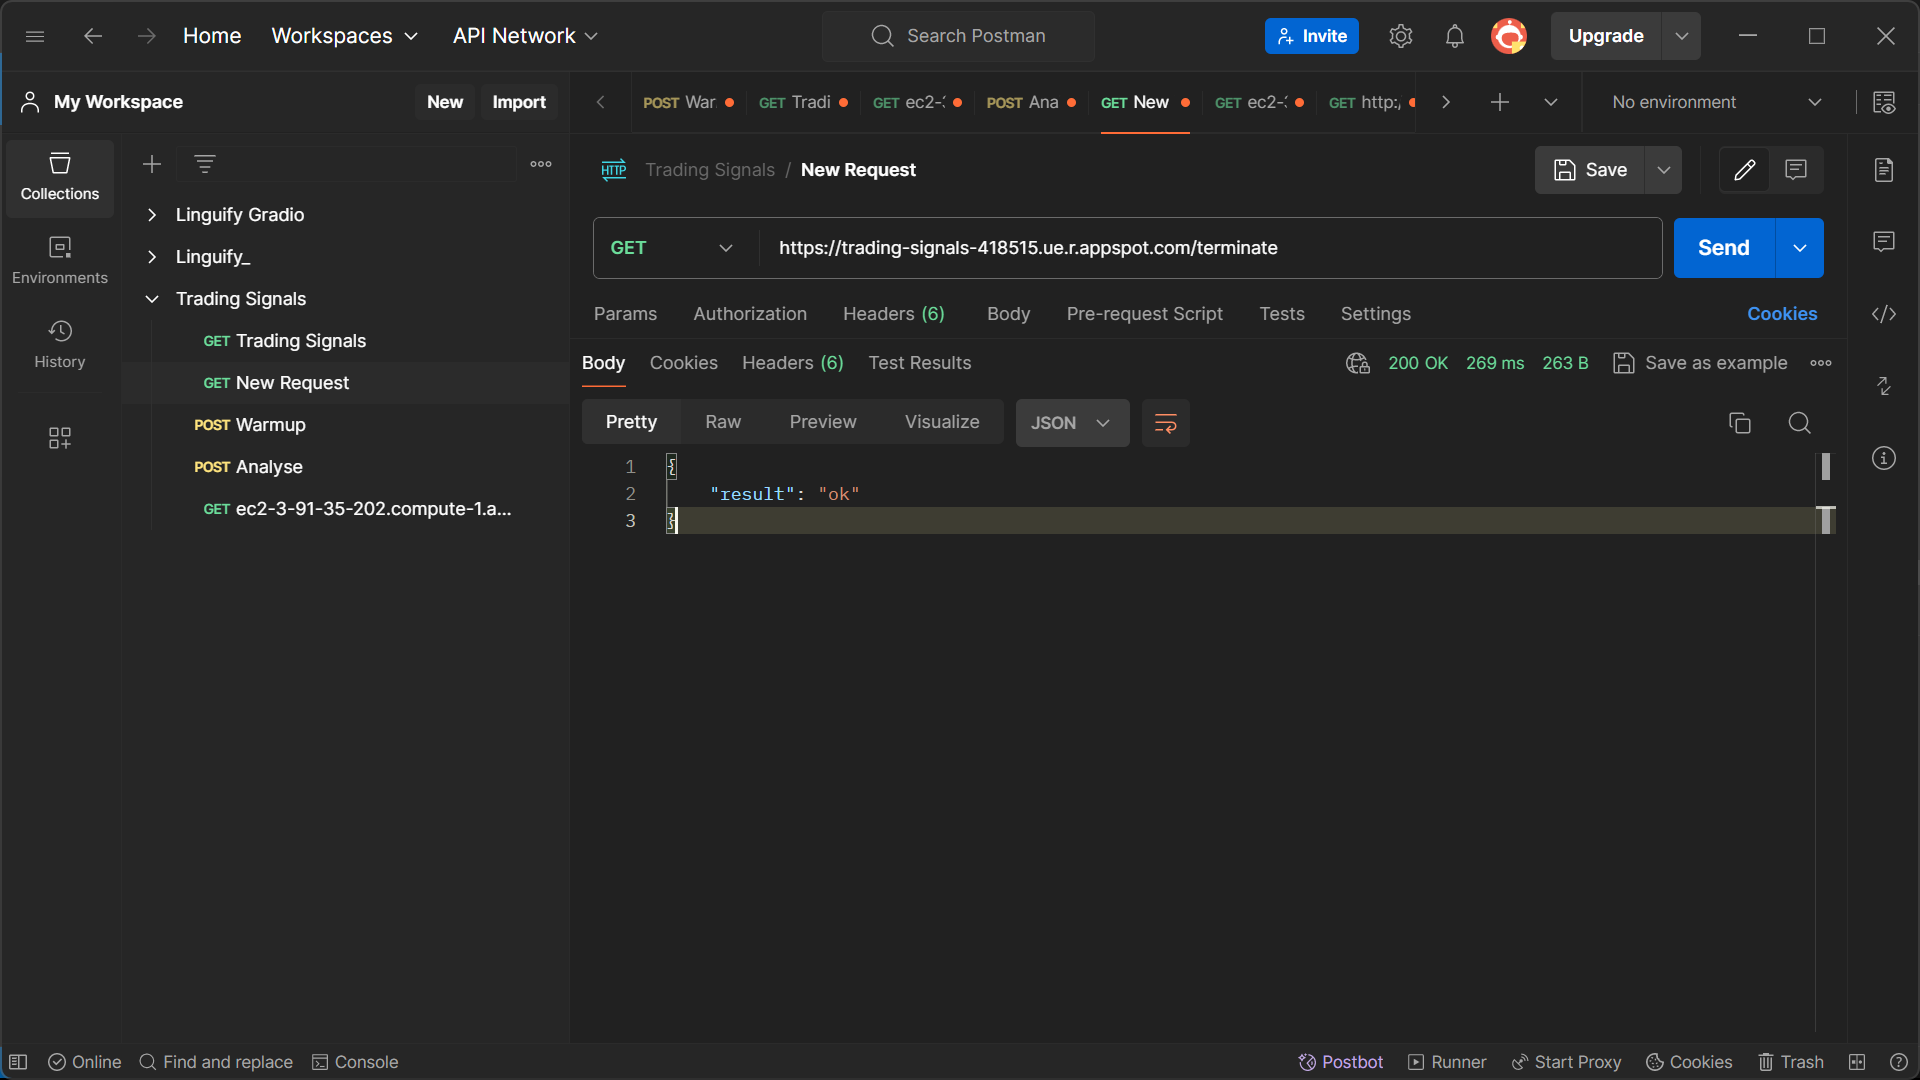 Home Workspaces API Network Search Postman Invite Upgrade
My Workspace New Import
POST War GET Tradi GET ec2-: POST Ana GET New GET ec2-: GET http:/ No environment
Collections
Environments
History
Linguify Gradio
Linguify_
Trading Signals
GET Trading Signals
GET New Request
POST Warmup
POST Analyse
GET ec2-3-91-35-202.compute-1.a...
HTTP Trading Signals / New Request Save
GET https://trading-signals-418515.ue.r.appspot.com/terminate Send
Params Authorization Headers (6) Body Pre-request Script Tests Settings Cookies
Body Cookies Headers (6) Test Results 200 OK 269 ms 263 B Save as example
Pretty Raw Preview Visualize JSON
1 {
2 "result": "ok"
3 }
Online Find and replace Console Postbot Runner Start Proxy Cookies Trash